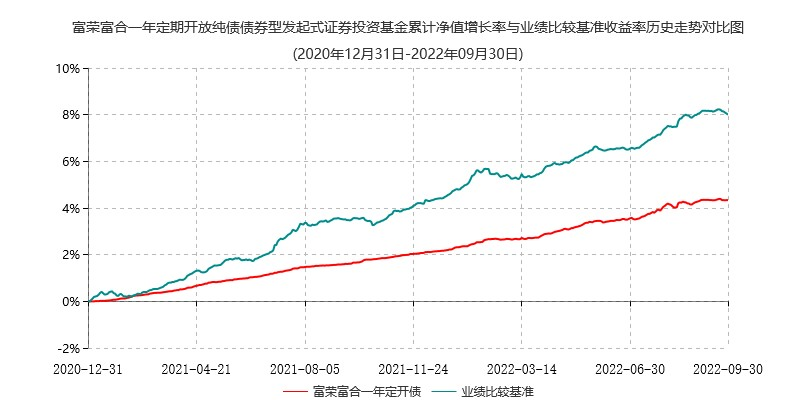 富荣富合一年定期开放纯债债券型发起式证券投资基金累计净值增长率与业绩比较基准收益率历史走势对比图
(2020年12月31日-2022年09月30日)
10%
8%
6%
4%
2%
0%
-2%
2020-12-31 2021-04-21 2021-08-05 2021-11-24 2022-03-14 2022-06-30 2022-09-30
富荣富合一年定开债 业绩比较基准